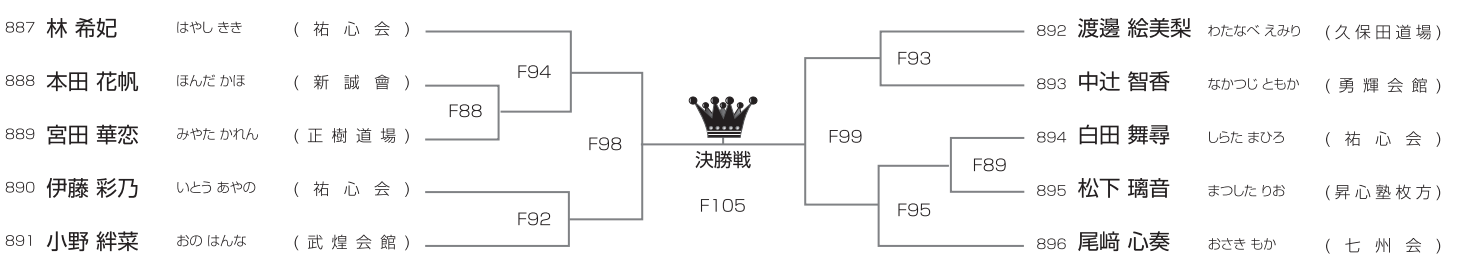 887 林 希妃 はやし きき ( 祐 心 会 )
888 本田 花帆 ほんだ かほ ( 新 誠 會 )
889 宮田 華恋 みやた かれん ( 正 樹 道 場 )
890 伊藤 彩乃 いとう あやの ( 祐 心 会 )
891 小野 絆菜 おの はんな ( 武 煌 会 館 )
F94
F88
F98
F92
決勝戦
F105
F93
F99
F89
F95
892 渡邊 絵美梨 わたなべ えみり ( 久 保 田 道 場 )
893 中辻 智香 なかつじ ともか ( 勇 輝 会 館 )
894 白田 舞尋 しらた まひろ ( 祐 心 会 )
895 松下 璃音 まつした りお ( 昇 心 塾 枚 方 )
896 尾﨑 心奏 おさき もか ( 七 州 会 )